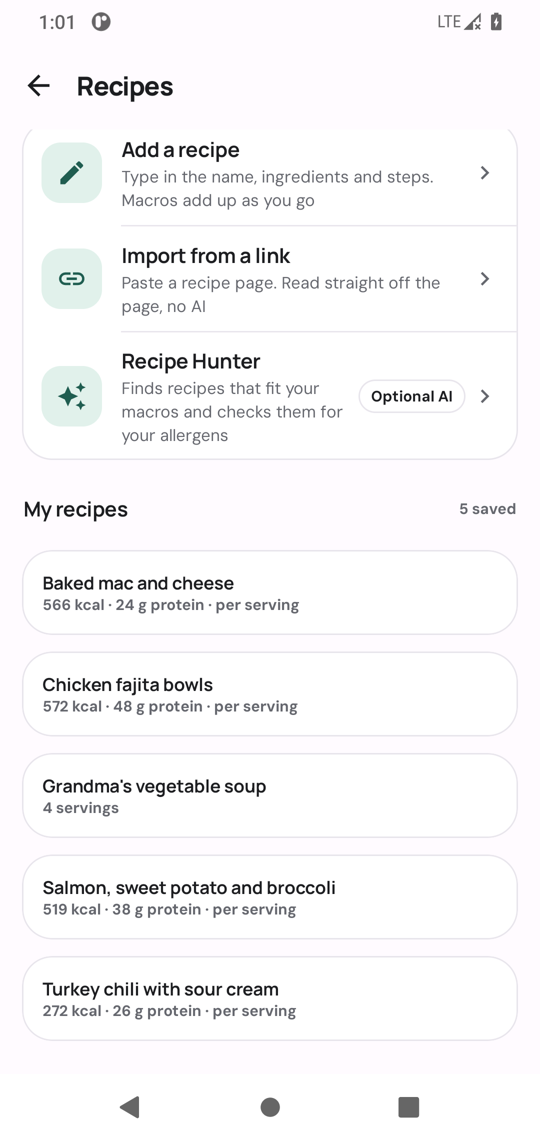 1:01
LTE
Recipes
Add a recipe
Type in the name, ingredients and steps.
Macros add up as you go
Import from a link
Paste a recipe page. Read straight off the
page, no AI
Recipe Hunter
Finds recipes that fit your
macros and checks them for
your allergens
Optional AI
My recipes
5 saved
Baked mac and cheese
566 kcal · 24 g protein · per serving
Chicken fajita bowls
572 kcal · 48 g protein · per serving
Grandma's vegetable soup
4 servings
Salmon, sweet potato and broccoli
519 kcal · 38 g protein · per serving
Turkey chili with sour cream
272 kcal · 26 g protein · per serving